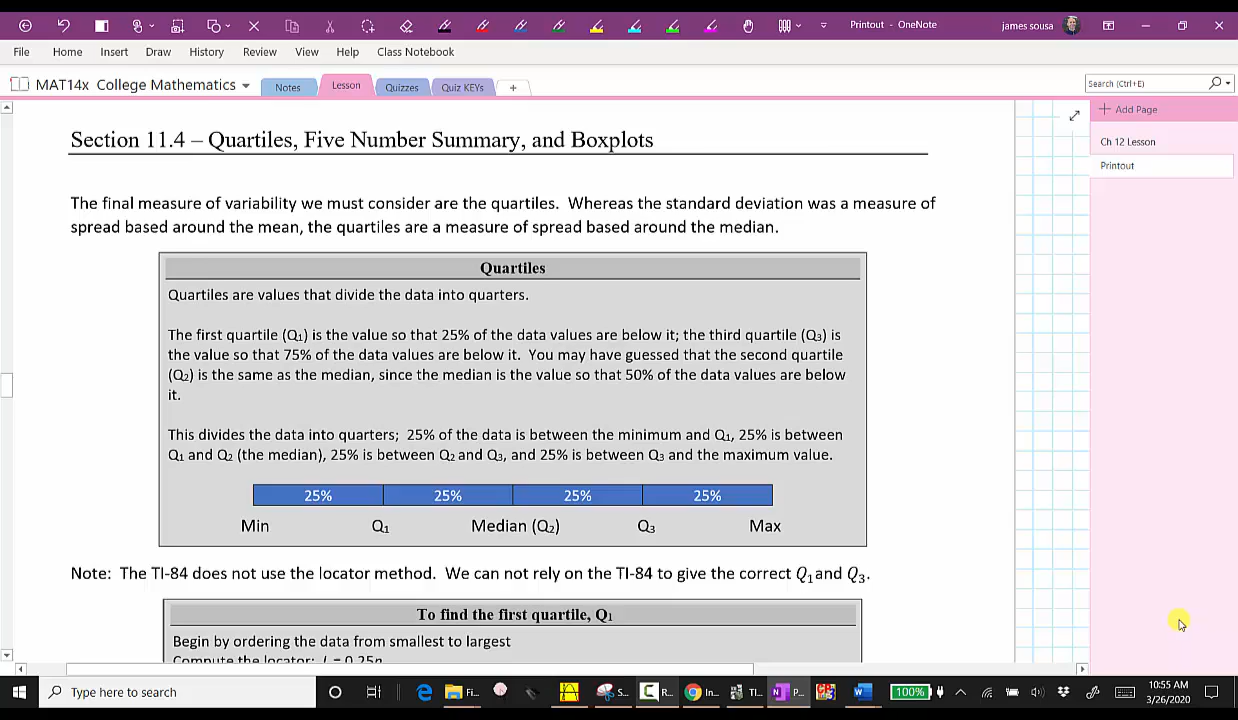 Printout - OneNote
james sousa
File Home Insert Draw History Review View Help Class Notebook
MAT14x College Mathematics Notes Lesson Quizzes Quiz KEYs +
Search (Ctrl+E)
Add Page
Ch 12 Lesson
Printout
Section 11.4 – Quartiles, Five Number Summary, and Boxplots
The final measure of variability we must consider are the quartiles. Whereas the standard deviation was a measure of
spread based around the mean, the quartiles are a measure of spread based around the median.
Quartiles
Quartiles are values that divide the data into quarters.
The first quartile (Q1) is the value so that 25% of the data values are below it; the third quartile (Q3) is
the value so that 75% of the data values are below it. You may have guessed that the second quartile
(Q2) is the same as the median, since the median is the value so that 50% of the data values are below
it.
This divides the data into quarters; 25% of the data is between the minimum and Q1, 25% is between
Q1 and Q2 (the median), 25% is between Q2 and Q3, and 25% is between Q3 and the maximum value.
25% 25% 25% 25%
Min Q1 Median (Q2) Q3 Max
Note: The TI-84 does not use the locator method. We can not rely on the TI-84 to give the correct Q1 and Q3.
To find the first quartile, Q1
Begin by ordering the data from smallest to largest
Compute the locator: L = 0.25n
Type here to search
Fi... S... R... In... TI... P...
100%
10:55 AM
3/26/2020